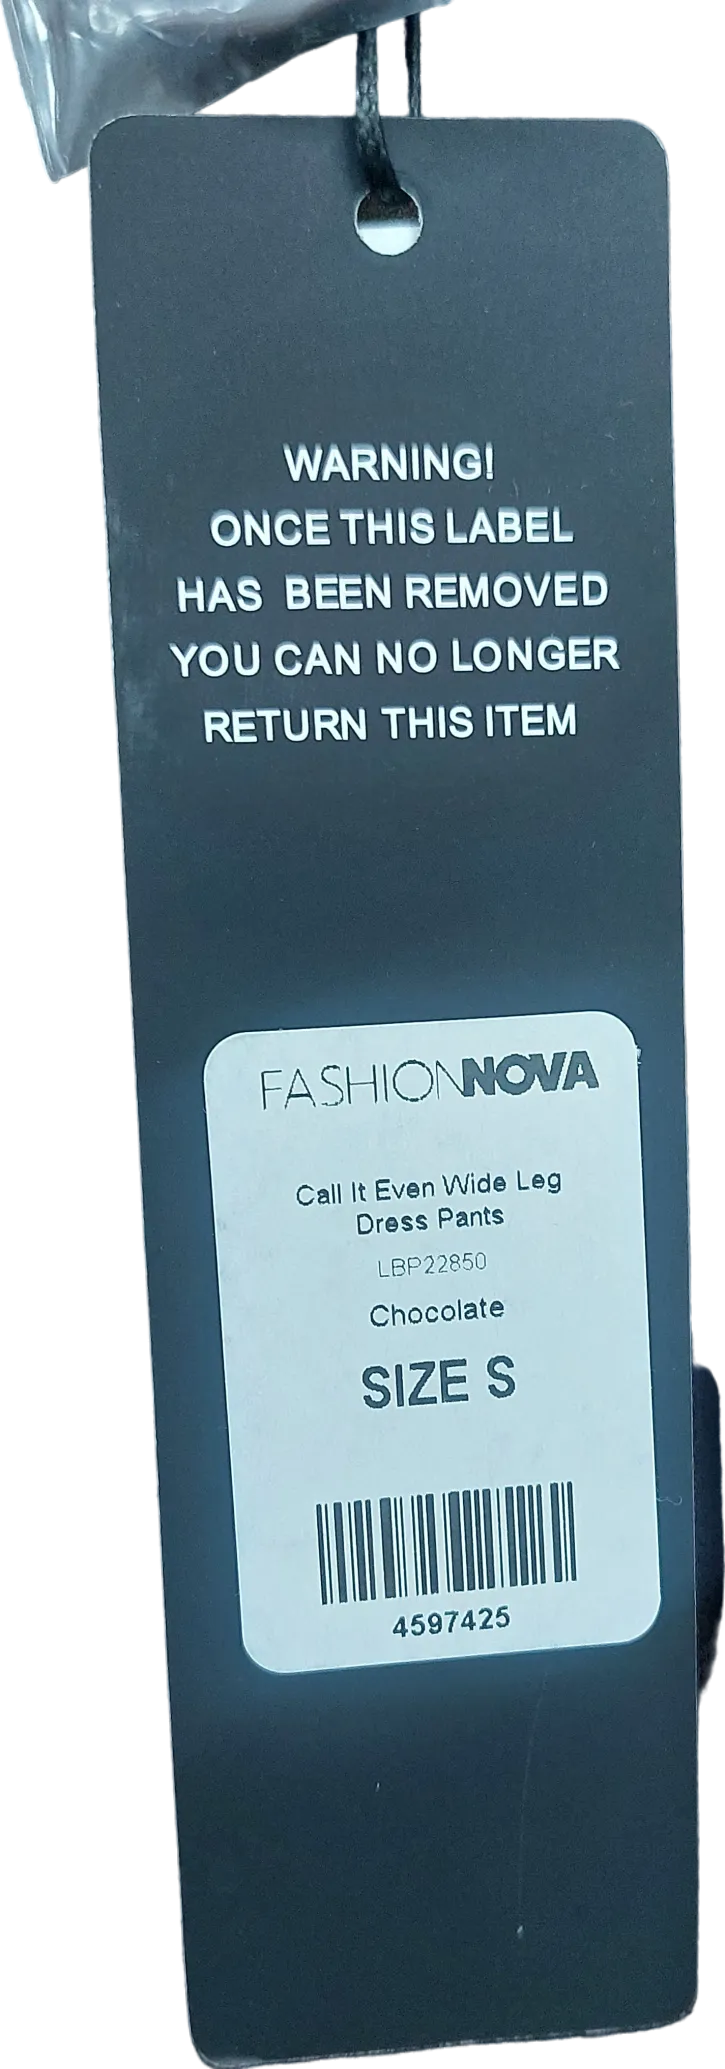 WARNING!
ONCE THIS LABEL
HAS BEEN REMOVED
YOU CAN NO LONGER
RETURN THIS ITEM
FASHIONNOVA
Call It Even Wide Leg
Dress Pants
LBP22850
Chocolate
SIZE S
4597425